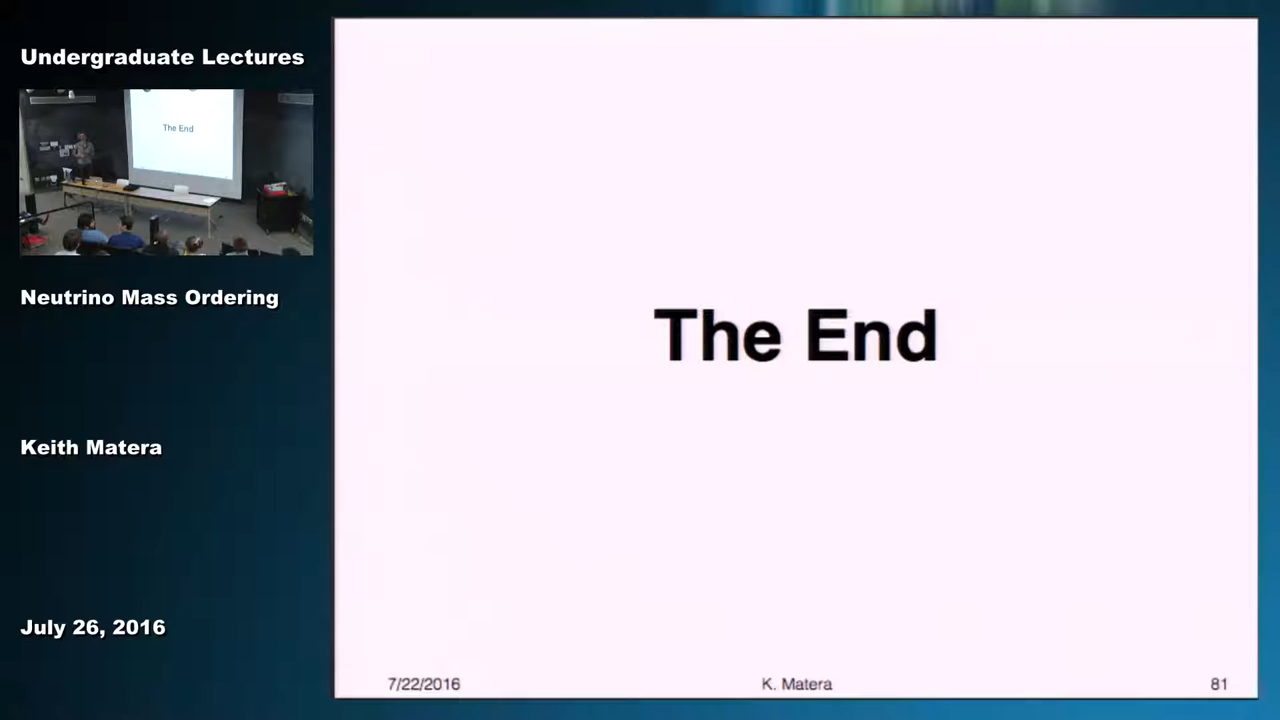 Undergraduate Lectures
The End
Neutrino Mass Ordering
Keith Matera
July 26, 2016
The End
7/22/2016
K. Matera
81